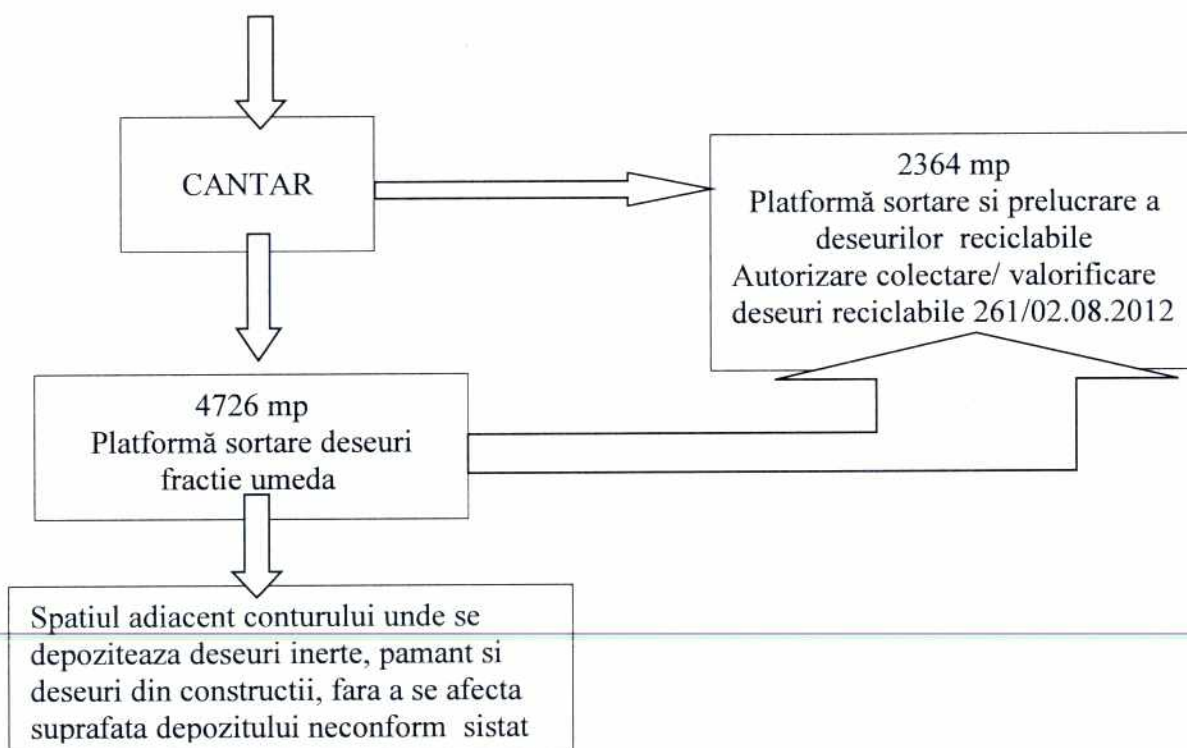 CANTAR
2364 mp
Platformă sortare si prelucrare a
deseurilor reciclabile
Autorizare colectare/ valorificare
deseuri reciclabile 261/02.08.2012
4726 mp
Platformă sortare deseuri
fractie umeda
Spatiul adiacent conturului unde se
depoziteaza deseuri inerte, pamant si
deseuri din constructii, fara a se afecta
suprafata depozitului neconform sistat